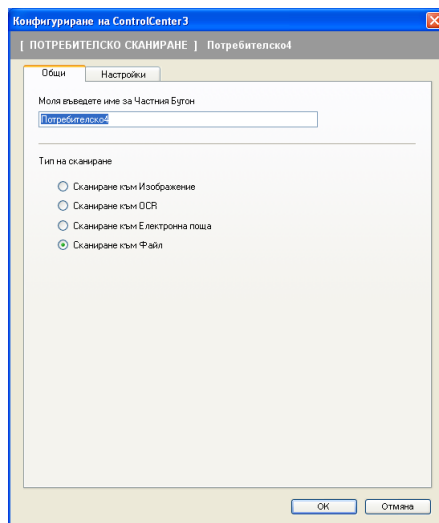 Конфигуриране на ControlCenter3
[ ПОТРЕБИТЕЛСКО СКАНИРАНЕ ] Потребителско4
Общи
Настройки
Моля въведете име за Частния Бутон
Потребителско4
Тип на сканиране
Сканиране към Изображение
Сканиране към OCR
Сканиране към Електронна поща
Сканиране към Файл
OK
Отмяна